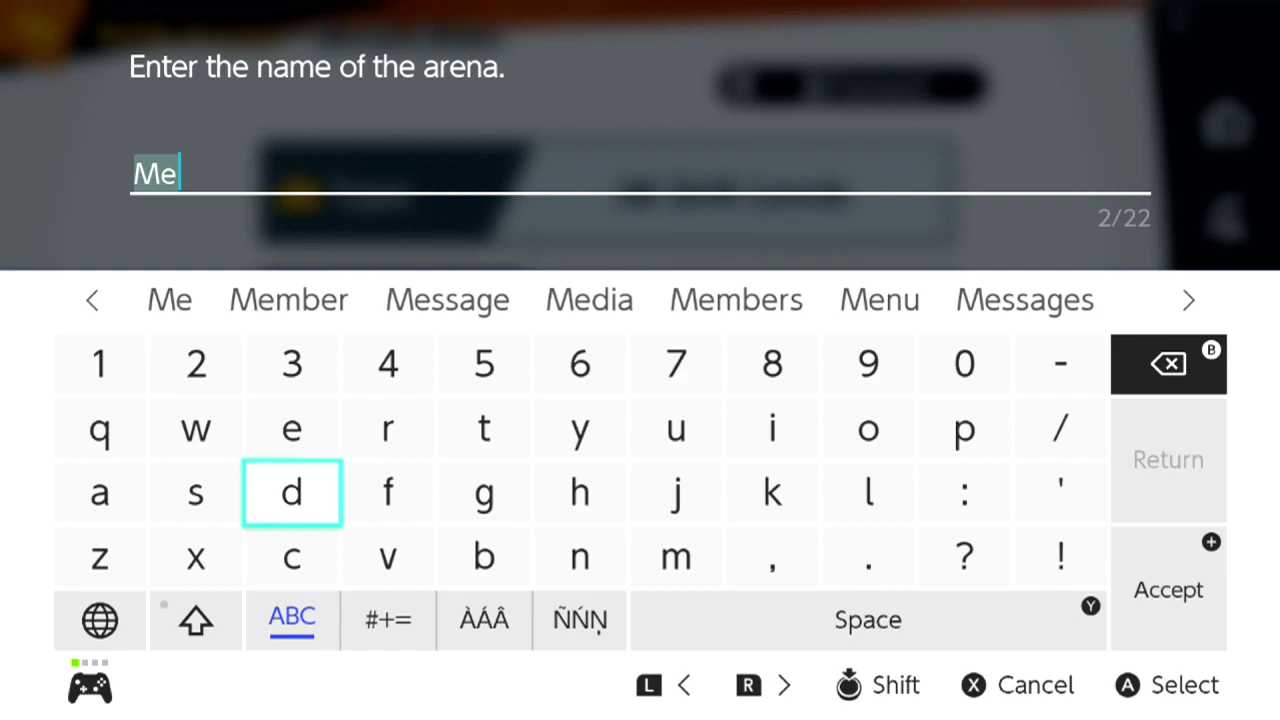 Enter the name of the arena.
Me
2/22
Me Member Message Media Members Menu Messages
1 2 3 4 5 6 7 8 9 0 - B
q w e r t y u i o p / Return
a s d f g h j k l : '
z x c v b n m , . ? ! + Accept
ABC #+= ÀÁÂ ÑŃŅ Space Y
L < R > Shift X Cancel A Select